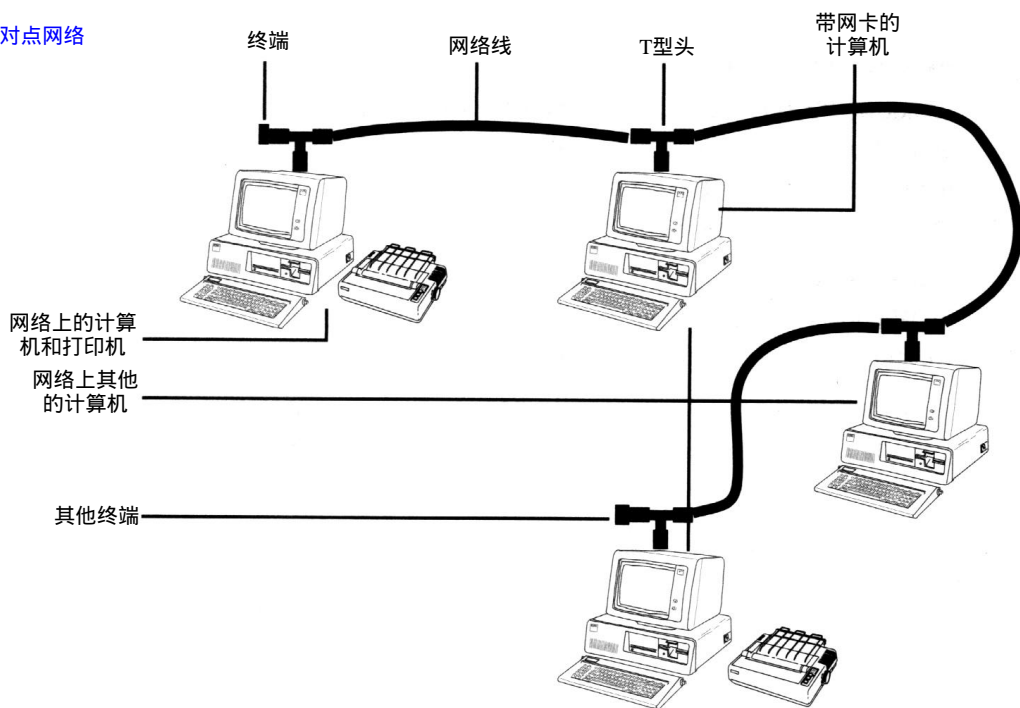 对点网络
终端
网络线
T型头
带网卡的
计算机
网络上的计算
机和打印机
网络上其他
的计算机
其他终端